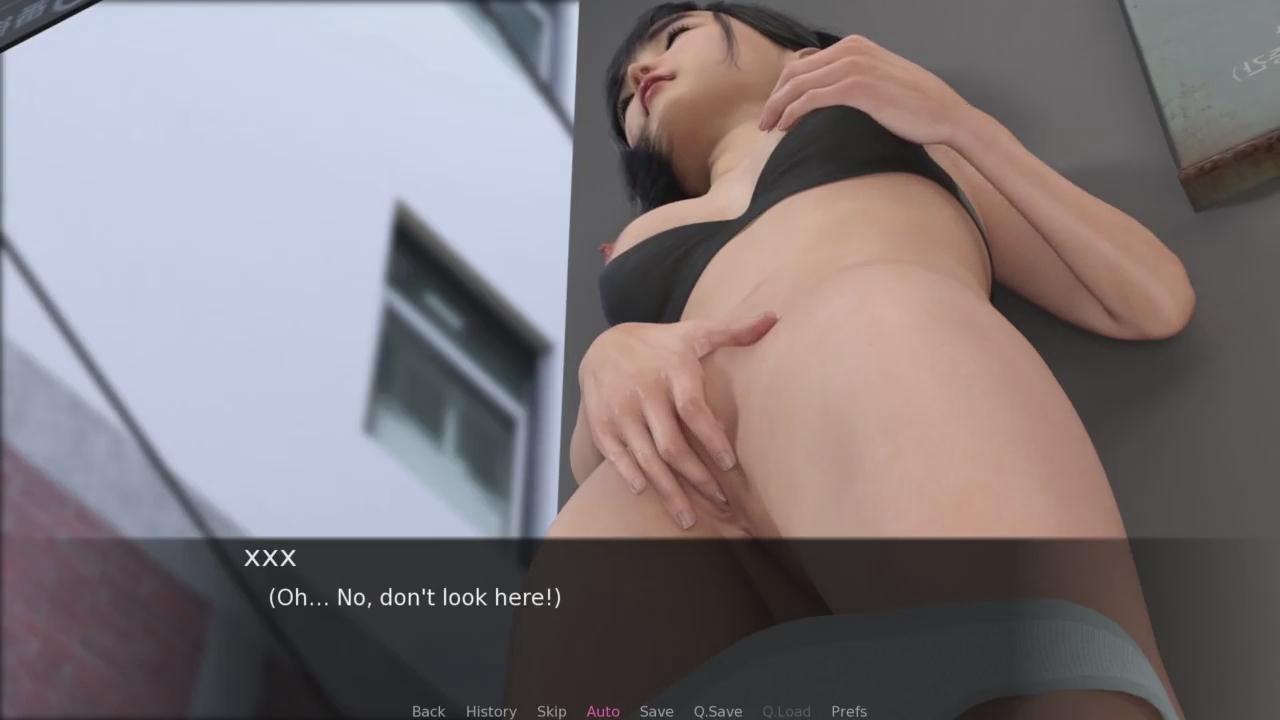 xxx
(Oh... No, don't look here!)
Back History Skip Auto Save Q.Save Q.Load Prefs